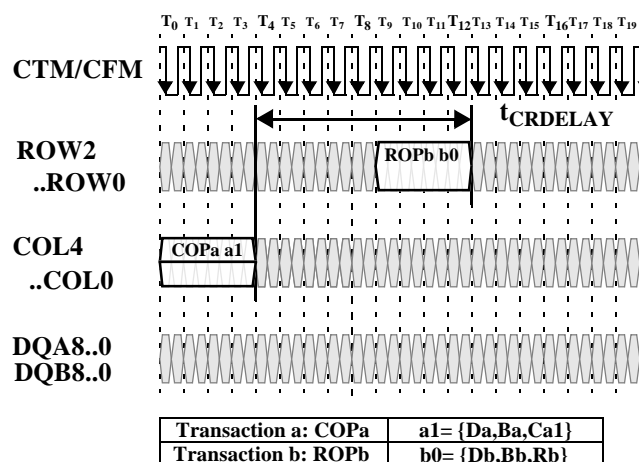 T0 T1 T2 T3 T4 T5 T6 T7 T8 T9 T10 T11 T12 T13 T14 T15 T16 T17 T18 T19
CTM/CFM
tCRDELAY
ROW2
..ROW0
ROPb b0
COL4
..COL0
COPa a1
DQA8..0
DQB8..0
Transaction a: COPa a1= {Da,Ba,Ca1}
Transaction b: ROPb b0= {Db,Bb,Rb}